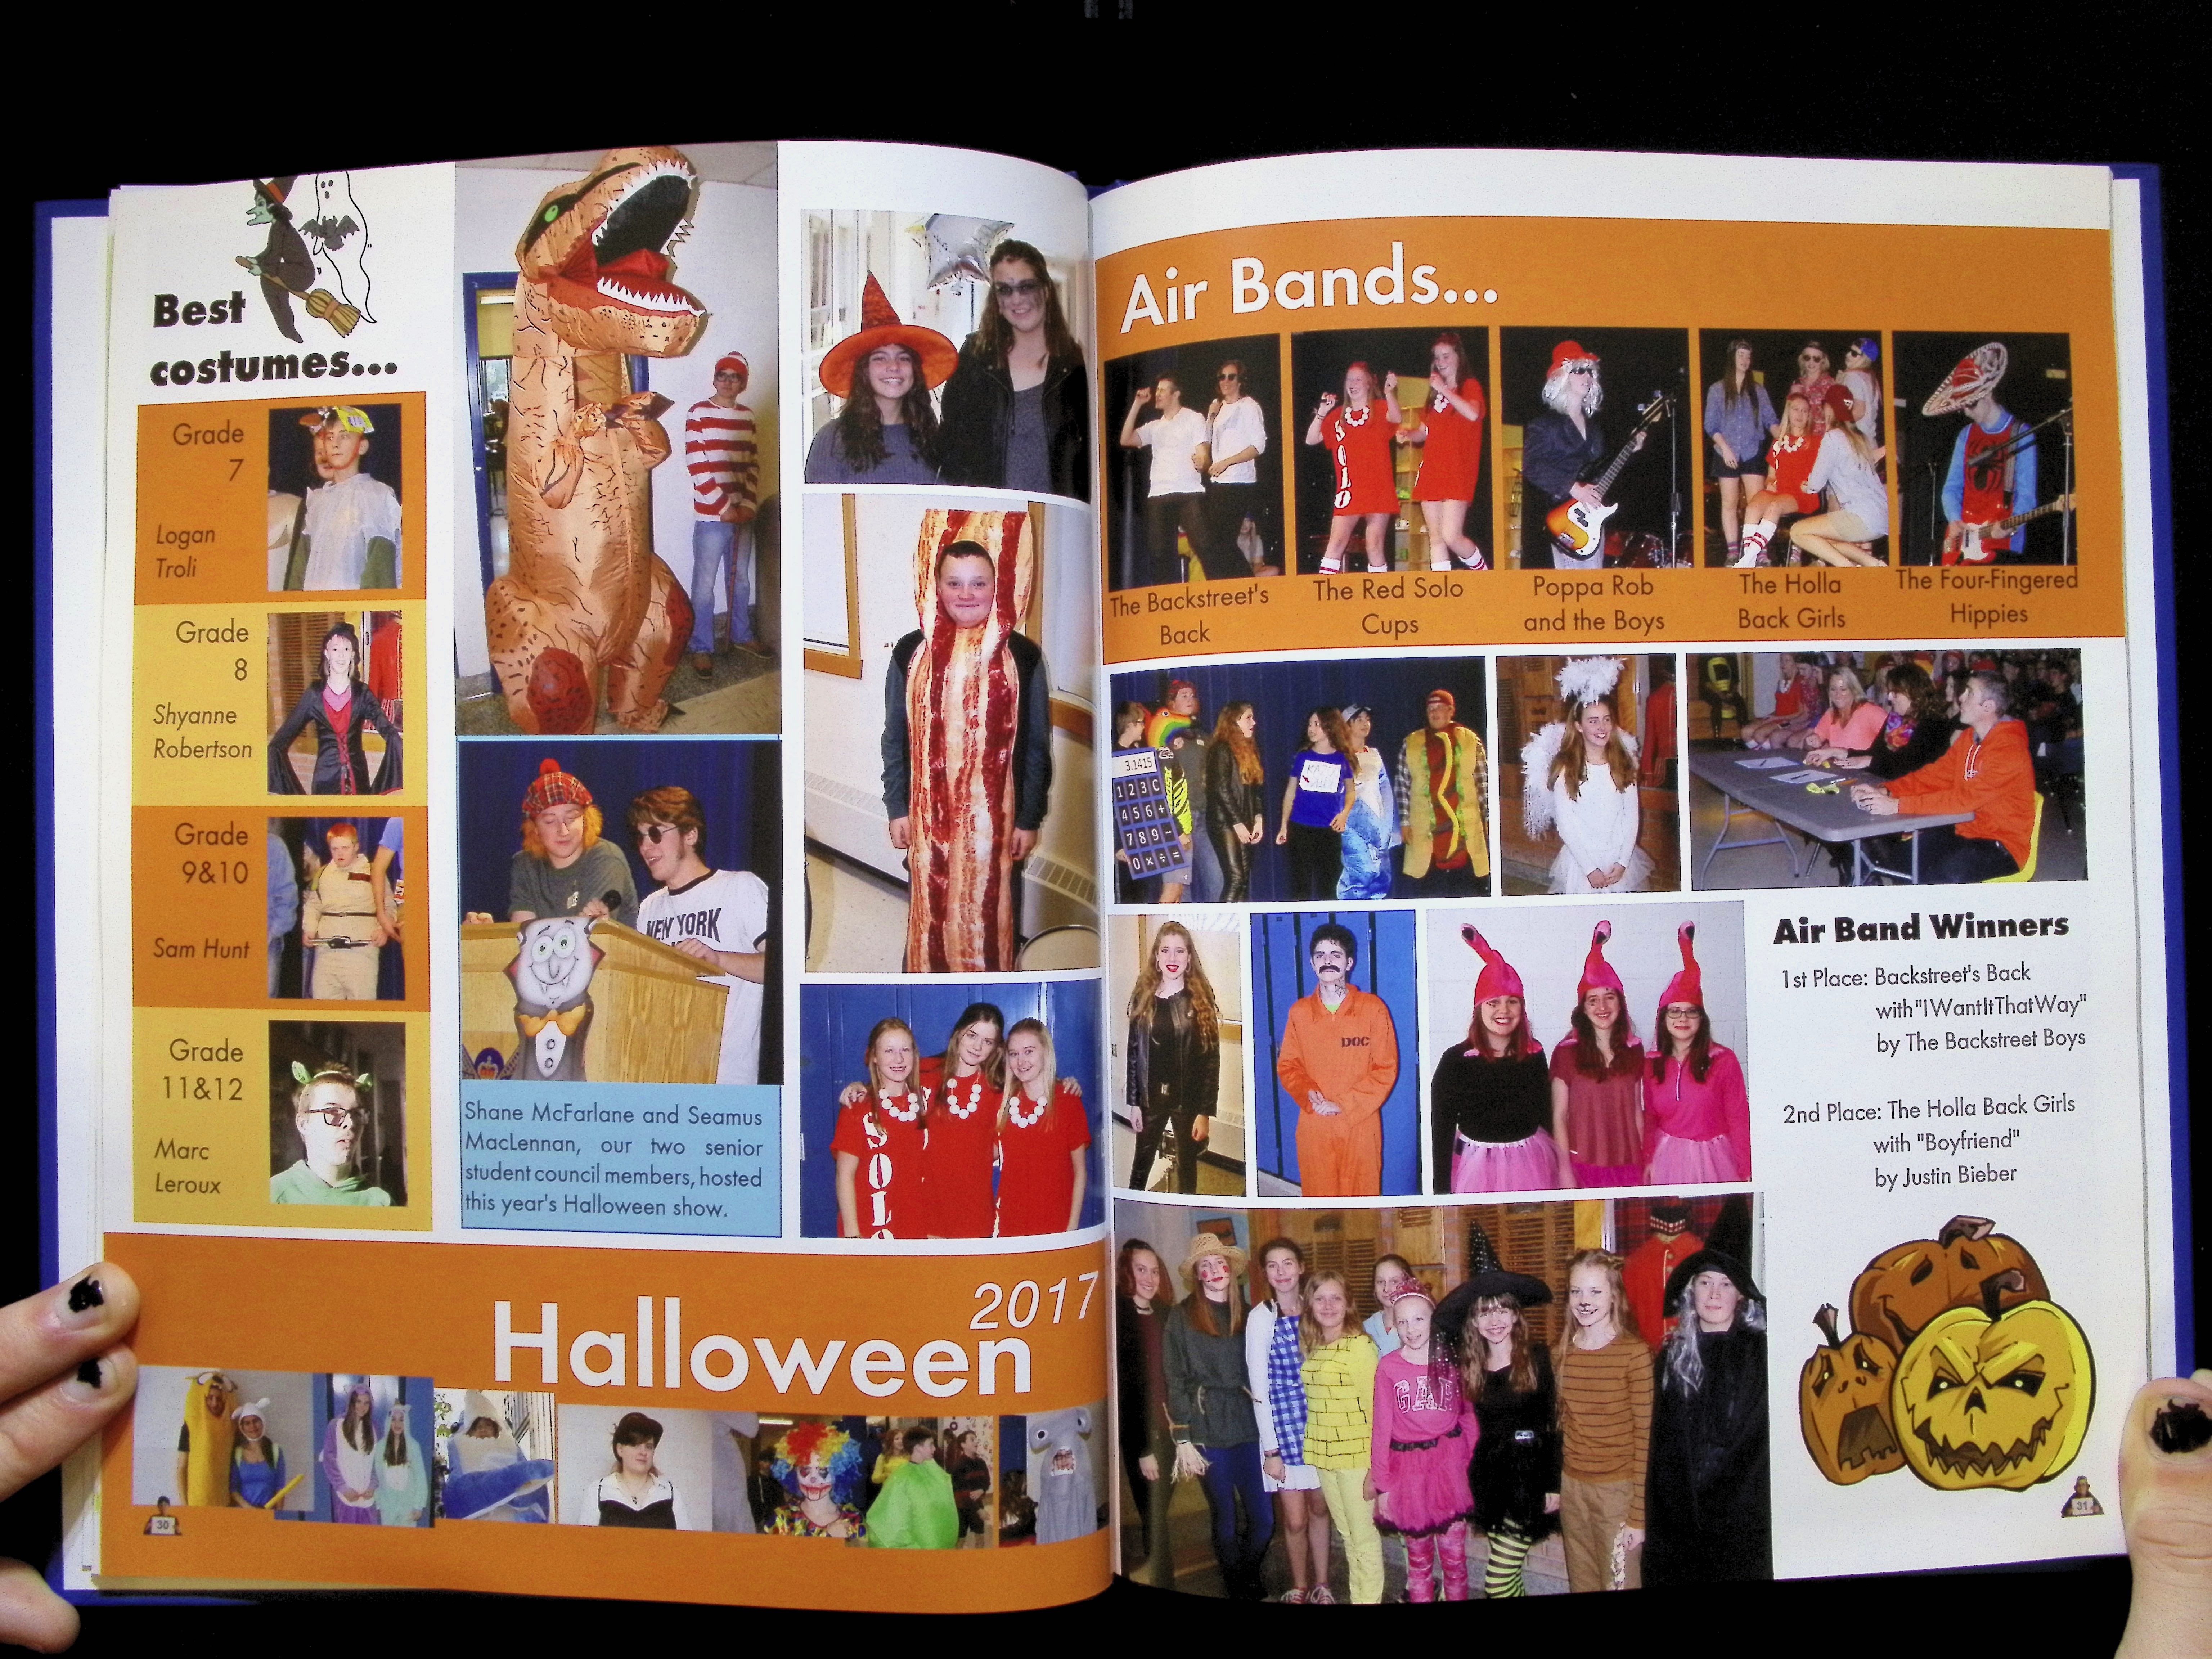 Best
costumes...
Grade
7
Logan
Troli
Grade
8
Shyanne
Robertson
Grade
9&10
Sam Hunt
Grade
11&12
Marc
Leroux
NEW YORK
Shane McFarlane and Seamus
MacLennan, our two senior
student council members, hosted
this year's Halloween show.
SOLO
2017
Halloween
30
Air Bands...
SOLO
The Backstreet's
Back
The Red Solo
Cups
Poppa Rob
and the Boys
The Holla
Back Girls
The Four-Fingered
Hippies
3.1415
1 2 3 C
4 5 6 +
7 8 9 -
0 × ÷ =
DOC
GAP
Air Band Winners
1st Place: Backstreet's Back
with"IWantItThatWay"
by The Backstreet Boys
2nd Place: The Holla Back Girls
with "Boyfriend"
by Justin Bieber
31